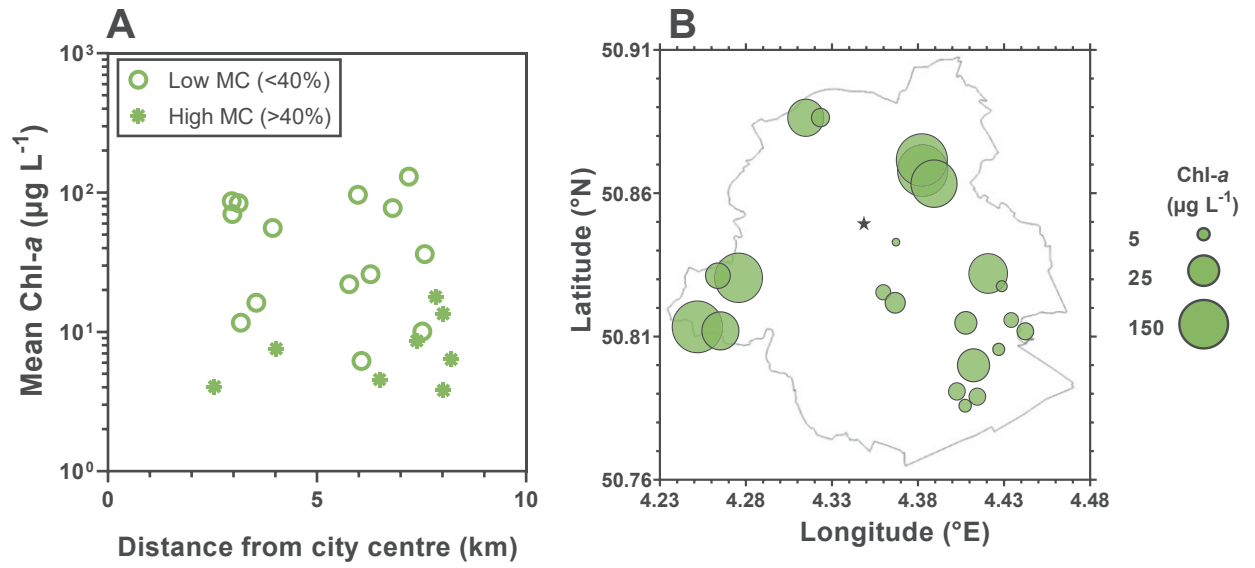 A
Mean Chl-a (µg L⁻¹)
10³
10²
10¹
10⁰
Low MC (<40%)
High MC (>40%)
0
5
10
Distance from city centre (km)
B
Latitude (°N)
50.91
50.86
50.81
50.76
4.23
4.28
4.33
4.38
4.43
4.48
Longitude (°E)
Chl-a
(µg L⁻¹)
5
25
150